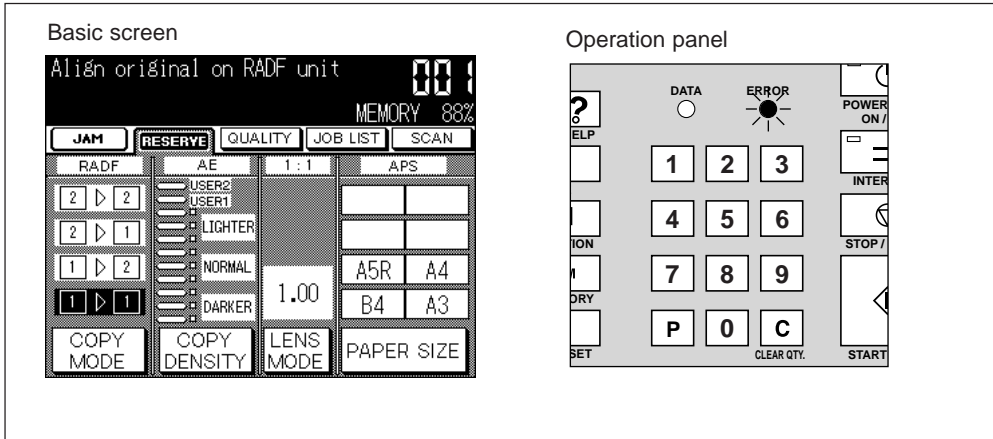 Basic screen
Align original on RADF unit
001
MEMORY 88%
JAM RESERVE QUALITY JOB LIST SCAN
RADF AE 1:1 APS
2 ▷ 2
USER2
USER1
2 ▷ 1
LIGHTER
1 ▷ 2
NORMAL
A5R A4
1 ▷ 1
DARKER
1.00
B4 A3
COPY MODE
COPY DENSITY
LENS MODE
PAPER SIZE
Operation panel
DATA ERROR
POWER
ON /
?
ELP
1 2 3
INTER
4 5 6
TION
STOP /
7 8 9
M
ORY
P 0 C
SET
CLEAR QTY.
START